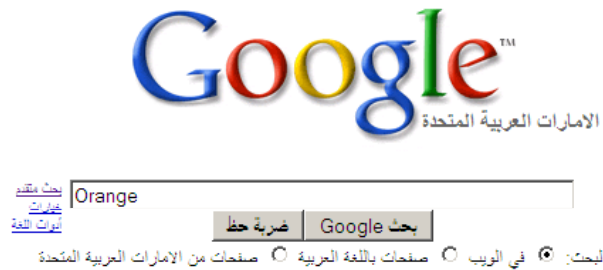 Google™
الامارات العربية المتحدة
Orange
بحث متقدم
خيارات
أدوات اللغة
بحث Google ضربة حظ
البحث: في الويب صفحات باللغة العربية صفحات من الامارات العربية المتحدة